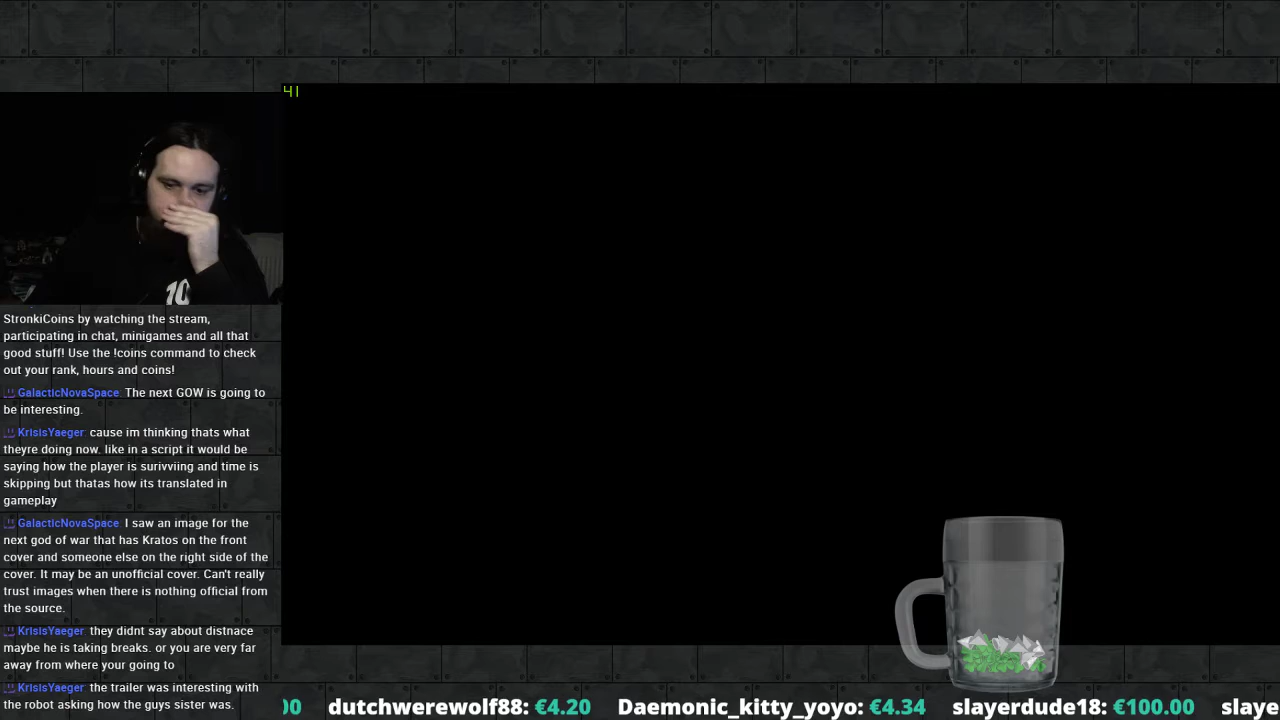 41
10
StronkiCoins by watching the stream,
participating in chat, minigames and all that
good stuff! Use the !coins command to check
out your rank, hours and coins!
GalacticNovaSpace: The next GOW is going to
be interesting.
KrisisYaeger: cause im thinking thats what
theyre doing now. like in a script it would be
saying how the player is surivviing and time is
skipping but thatas how its translated in
gameplay
GalacticNovaSpace: I saw an image for the
next god of war that has Kratos on the front
cover and someone else on the right side of the
cover. It may be an unofficial cover. Can't really
trust images when there is nothing official from
the source.
KrisisYaeger: they didnt say about distnace
maybe he is taking breaks. or you are very far
away from where your going to
KrisisYaeger: the trailer was interesting with
the robot asking how the guys sister was.
00 dutchwerewolf88: €4.20 Daemonic_kitty_yoyo: €4.34 slayerdude18: €100.00 slaye